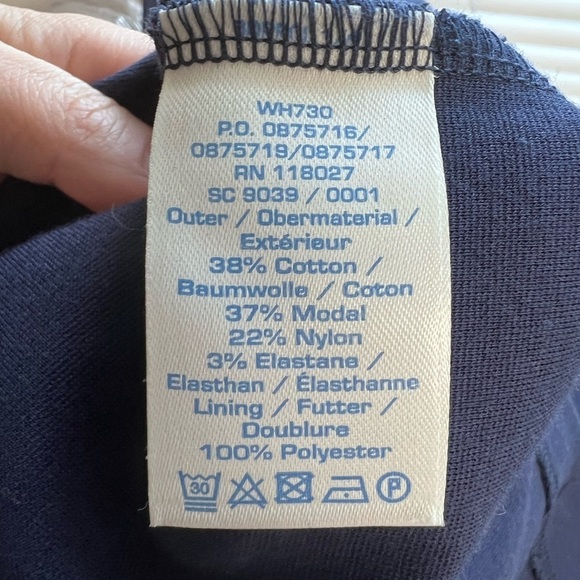 WH730
P.O. 0875716/
0875719/0875717
RN 118027
SC 9039 / 0001
Outer / Obermaterial /
Extérieur
38% Cotton /
Baumwolle / Coton
37% Modal
22% Nylon
3% Elastane /
Elasthan / Élasthanne
Lining / Futter /
Doublure
100% Polyester
30 P